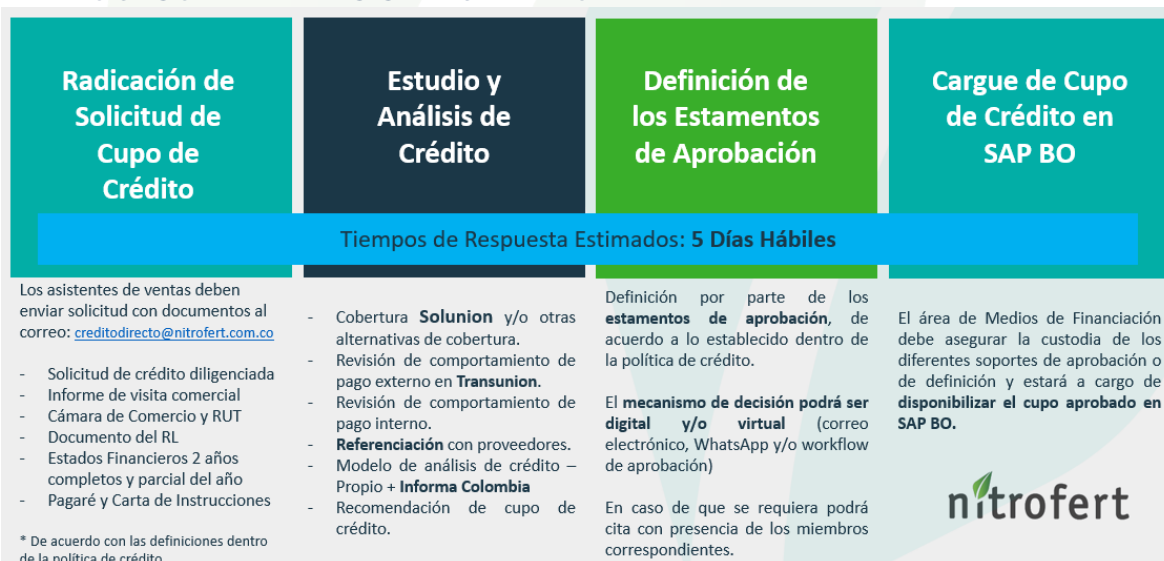 Radicación de
Solicitud de
Cupo de
Crédito
Estudio y
Análisis de
Crédito
Definición de
los Estamentos
de Aprobación
Cargue de Cupo
de Crédito en
SAP BO
Tiempos de Respuesta Estimados: 5 Días Hábiles
Los asistentes de ventas deben
enviar solicitud con documentos al
correo: creditodirecto@nitrofert.com.co
- Solicitud de crédito diligenciada
- Informe de visita comercial
- Cámara de Comercio y RUT
- Documento del RL
- Estados Financieros 2 años
completos y parcial del año
- Pagaré y Carta de Instrucciones
* De acuerdo con las definiciones dentro
de la política de crédito
- Cobertura Solunion y/o otras
alternativas de cobertura.
- Revisión de comportamiento de
pago externo en Transunion.
- Revisión de comportamiento de
pago interno.
- Referenciación con proveedores.
- Modelo de análisis de crédito –
Propio + Informa Colombia
- Recomendación de cupo de
crédito.
Definición por parte de los
estamentos de aprobación, de
acuerdo a lo establecido dentro de
la política de crédito.
El mecanismo de decisión podrá ser
digital y/o virtual (correo
electrónico, WhatsApp y/o workflow
de aprobación)
En caso de que se requiera podrá
cita con presencia de los miembros
correspondientes.
El área de Medios de Financiación
debe asegurar la custodia de los
diferentes soportes de aprobación o
de definición y estará a cargo de
disponibilizar el cupo aprobado en
SAP BO.
nitrofert